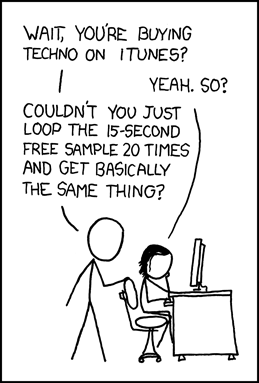 WAIT, YOU'RE BUYING
TECHNO ON ITUNES?
YEAH. SO?
COULDN'T YOU JUST
LOOP THE 15-SECOND
FREE SAMPLE 20 TIMES
AND GET BASICALLY
THE SAME THING?